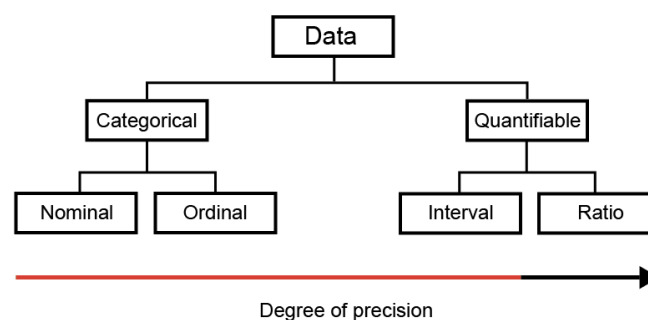 Data
Categorical Quantifiable
Nominal Ordinal Interval Ratio
Degree of precision